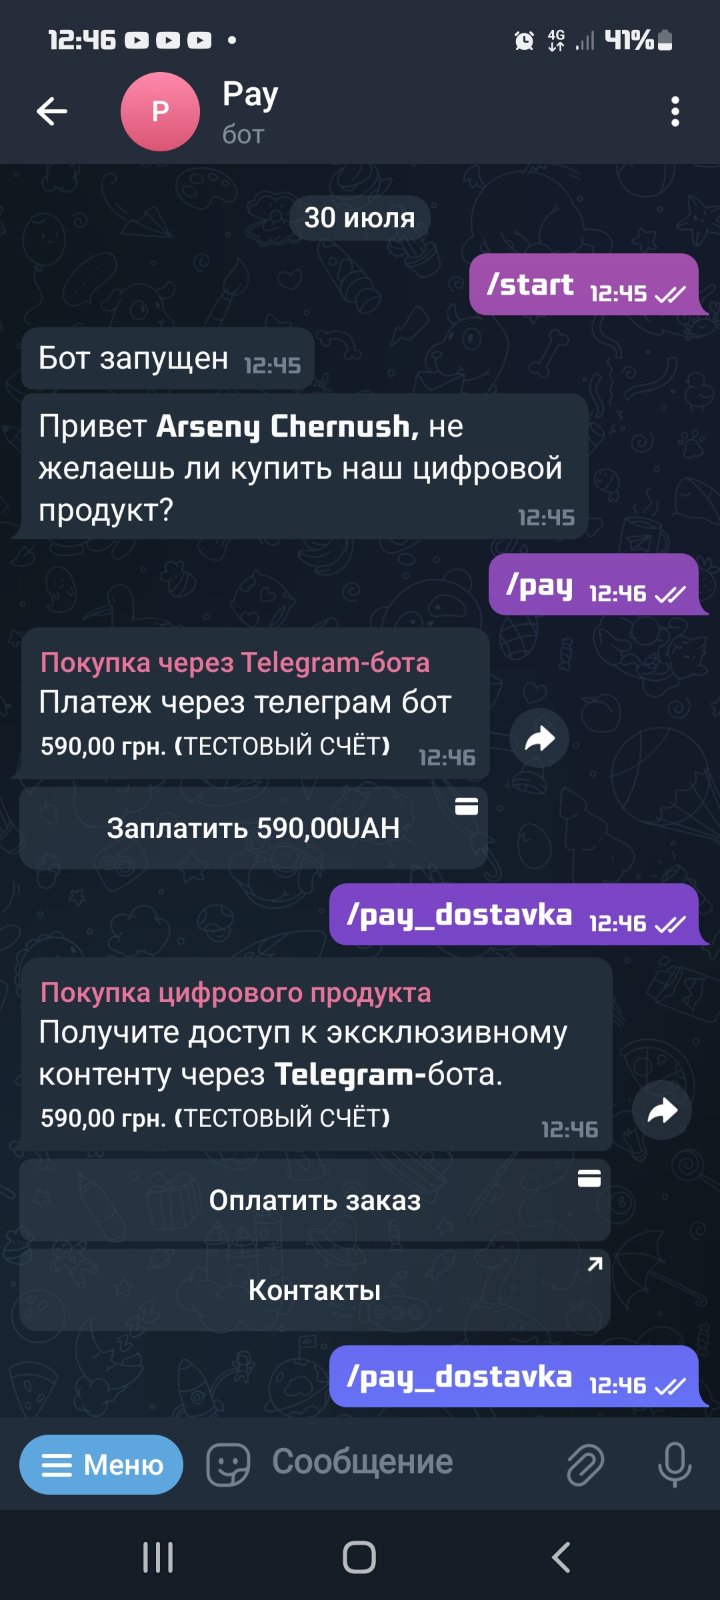 12:46
4G
41%
P
Pay
бот
30 июля
/start 12:45
Бот запущен 12:45
Привет Arseny Chernush, не
желаешь ли купить наш цифровой
продукт?
12:45
/pay 12:46
Покупка через Telegram-бота
Платеж через телеграм бот
590,00 грн. (ТЕСТОВЫЙ СЧЁТ) 12:46
Заплатить 590,00UAH
/pay_dostavka 12:46
Покупка цифрового продукта
Получите доступ к эксклюзивному
контенту через Telegram-бота.
590,00 грн. (ТЕСТОВЫЙ СЧЁТ)
12:46
Оплатить заказ
Контакты
/pay_dostavka 12:46
Меню
Сообщение